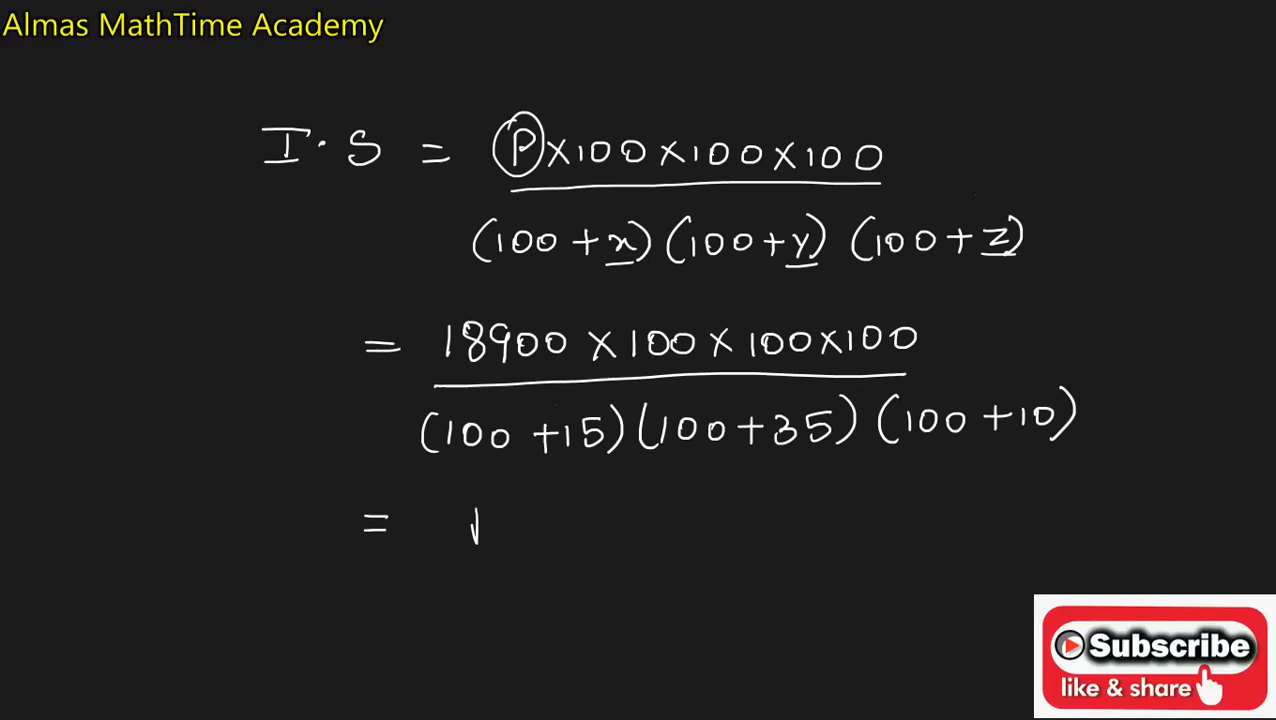 Almas MathTime Academy
I.S = P×100×100×100
(100+x)(100+y)(100+z)
= 18900×100×100×100
(100+15)(100+35)(100+10)
=
Subscribe
like & share